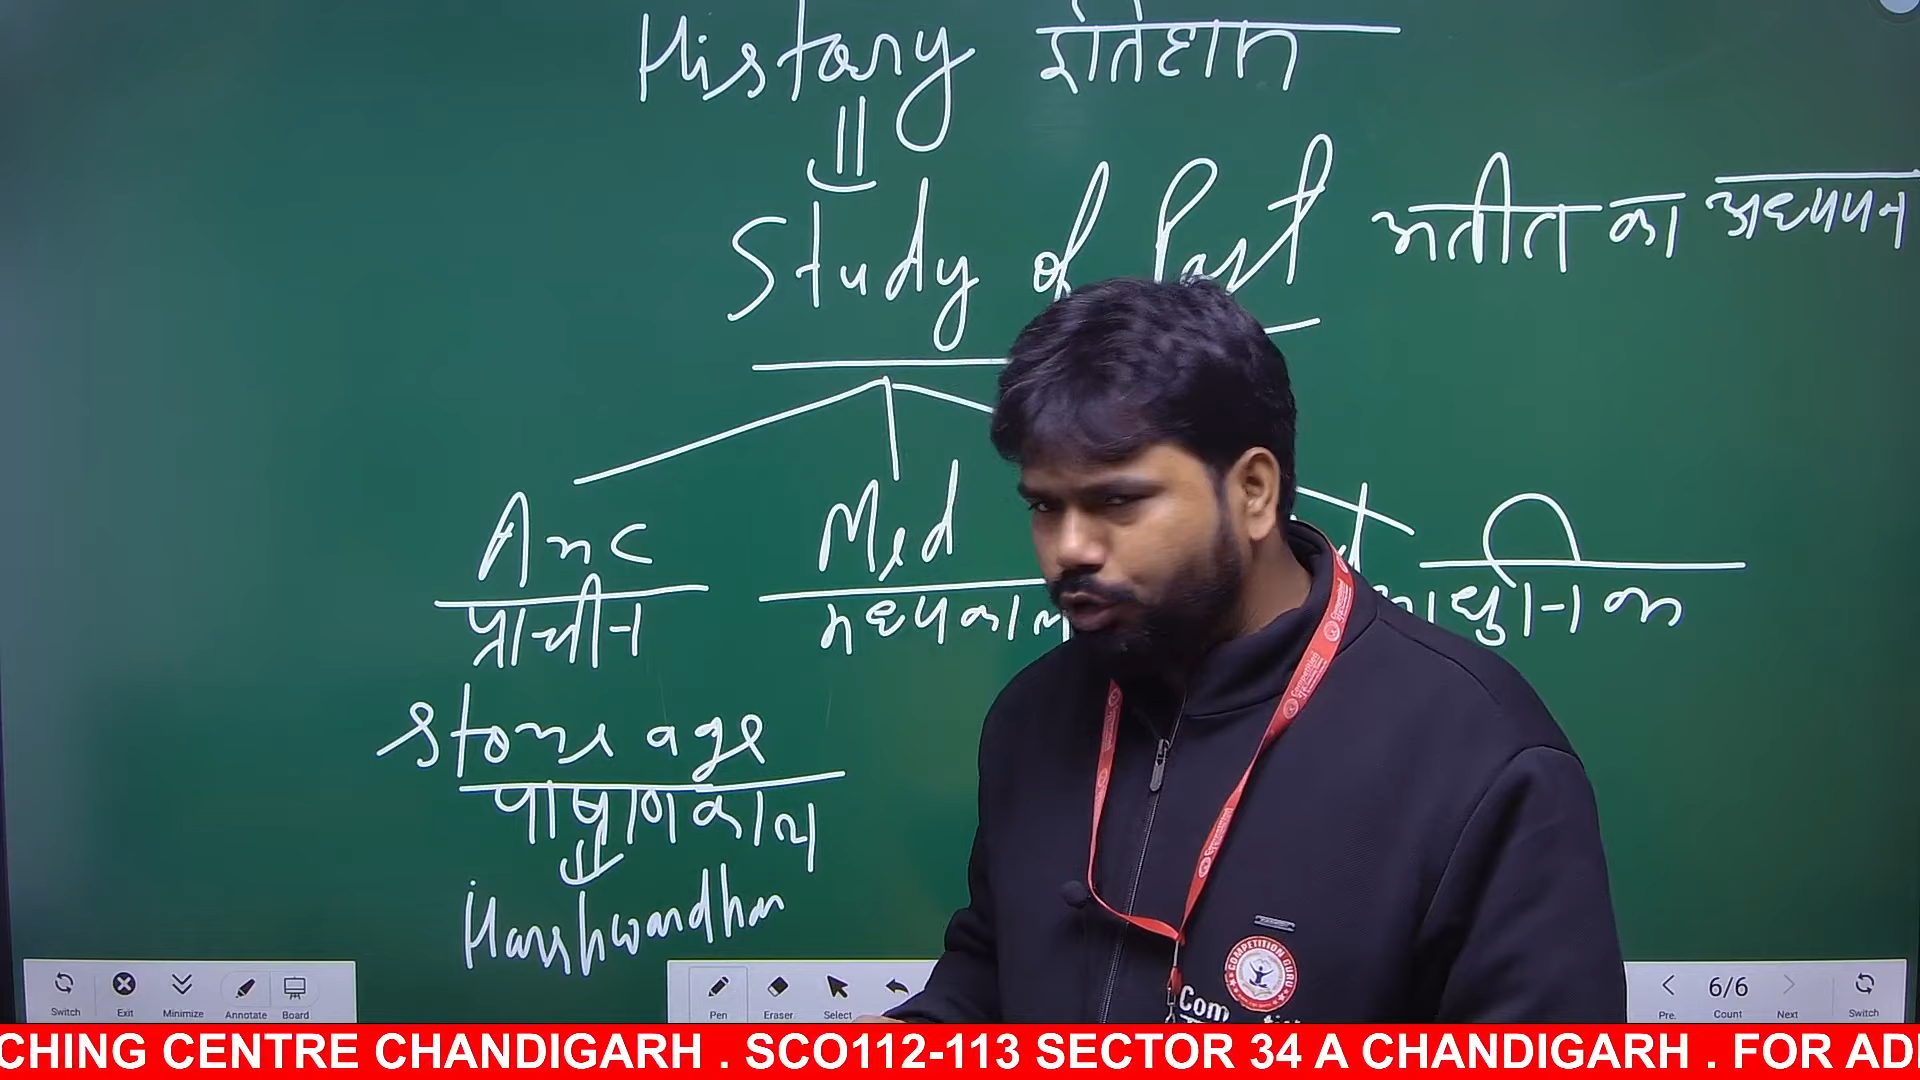 History इतिहास
Study of Past अतीत का अध्ययन
Anc Med
प्राचीन मध्यकाल आधुनिक
Stone age
पाषाणकाल
Harshwardhan
COMPETITION GURU
Switch Exit Minimize Annotate Board Pen Eraser Select 6/6 Pre. Count Next Switch
CHING CENTRE CHANDIGARH . SCO112-113 SECTOR 34 A CHANDIGARH . FOR AD